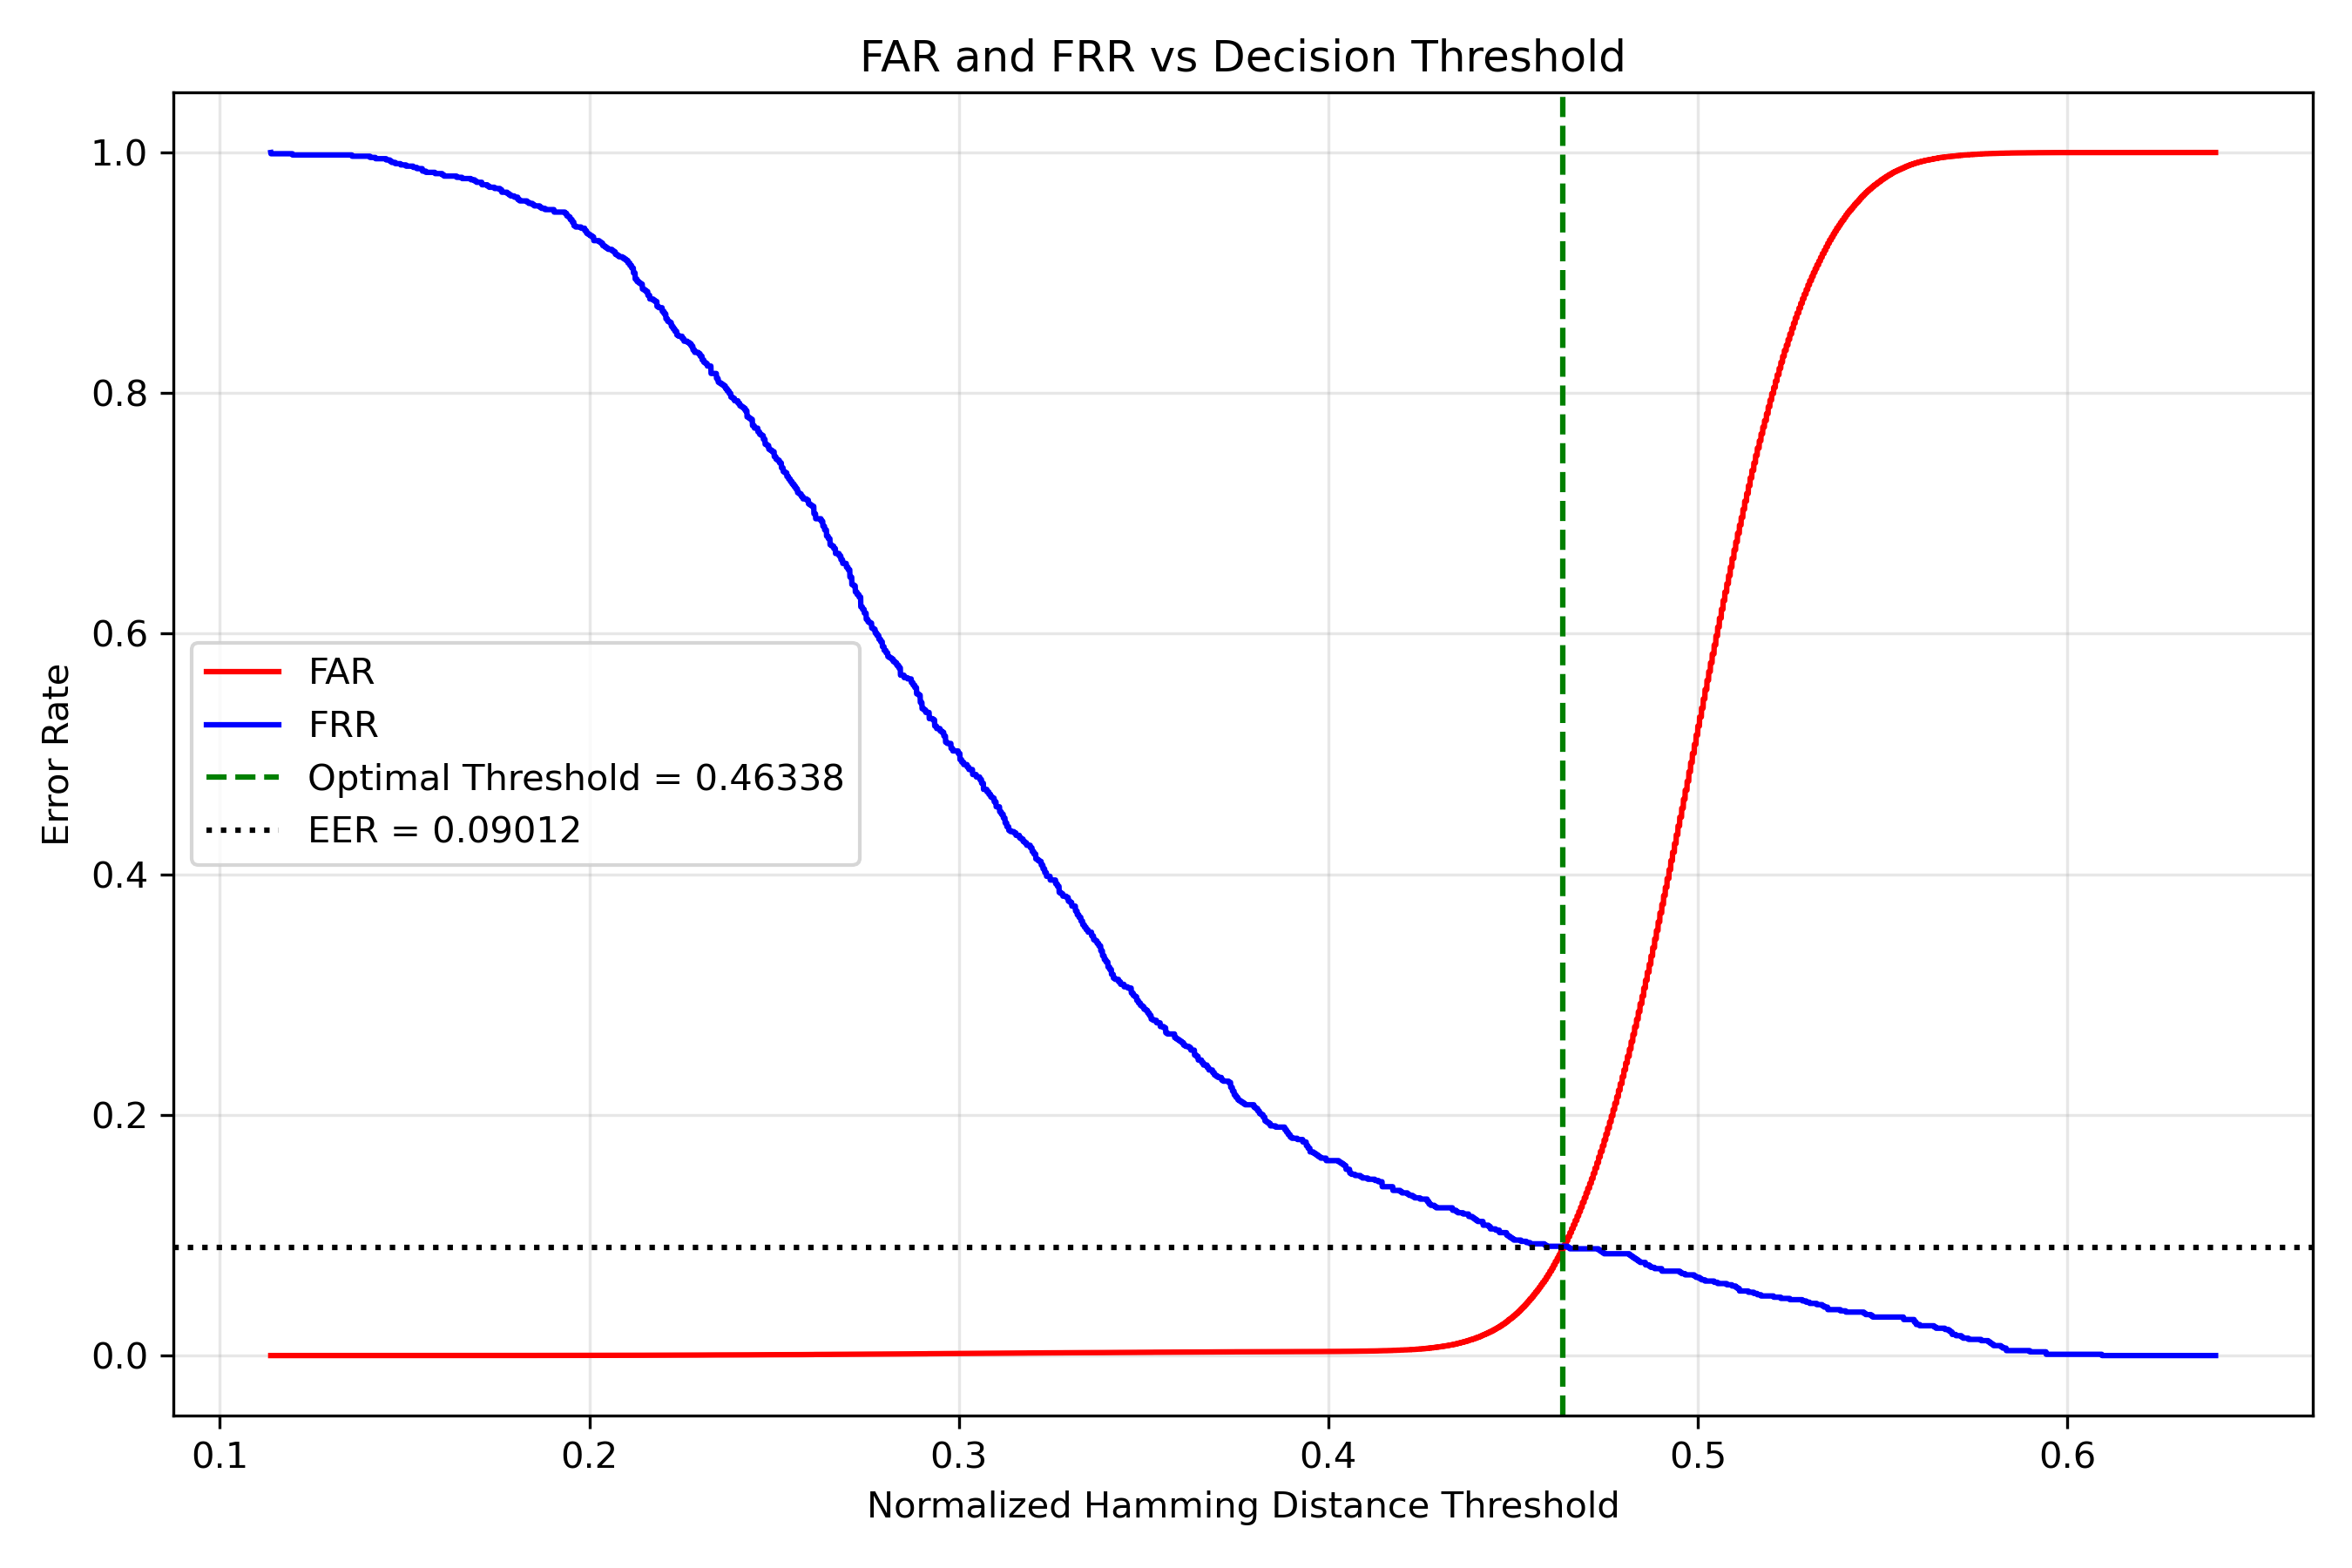 FAR and FRR vs Decision Threshold
Error Rate
1.0
0.8
0.6
0.4
0.2
0.0
FAR
FRR
Optimal Threshold = 0.46338
EER = 0.09012
0.1 0.2 0.3 0.4 0.5 0.6
Normalized Hamming Distance Threshold